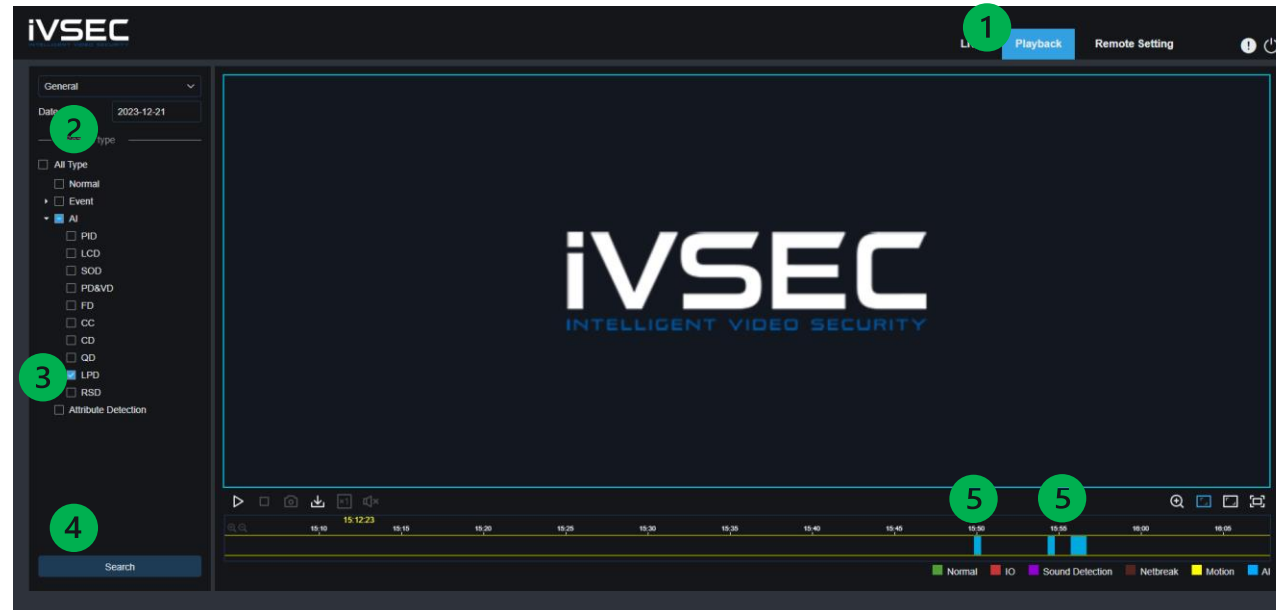 iVSEC
INTELLIGENT VIDEO SECURITY
1
Playback
Remote Setting
General
Date
2023-12-21
2
type
All Type
Normal
Event
AI
PID
LCD
SOD
PD&VD
FD
CC
CD
QD
3
LPD
RSD
Attribute Detection
4
Search
iVSEC
INTELLIGENT VIDEO SECURITY
5
5
15:12:23
15:10
15:15
15:20
15:25
15:30
15:35
15:40
15:45
15:50
15:55
16:00
16:05
Normal
IO
Sound Detection
Netbreak
Motion
AI